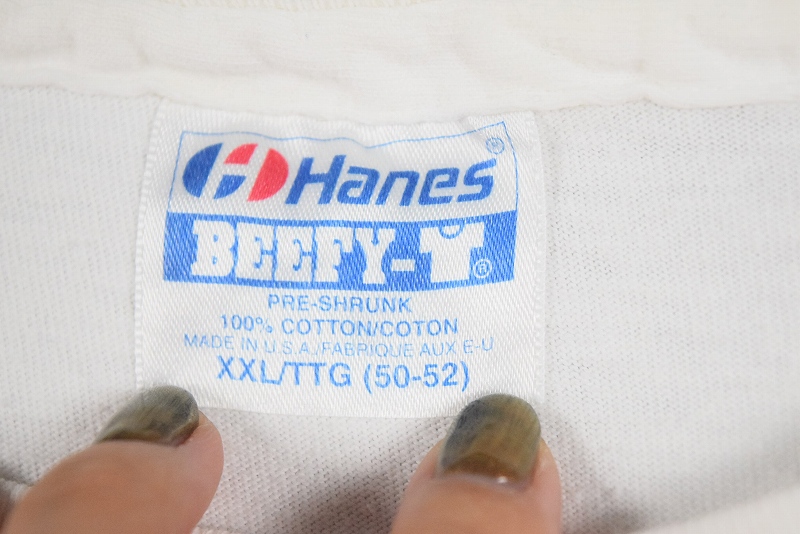 Hanes®
BEEFY-T®
PRE-SHRUNK
100% COTTON/COTON
MADE IN U.S.A./FABRIQUE AUX E-U
XXL/TTG (50-52)